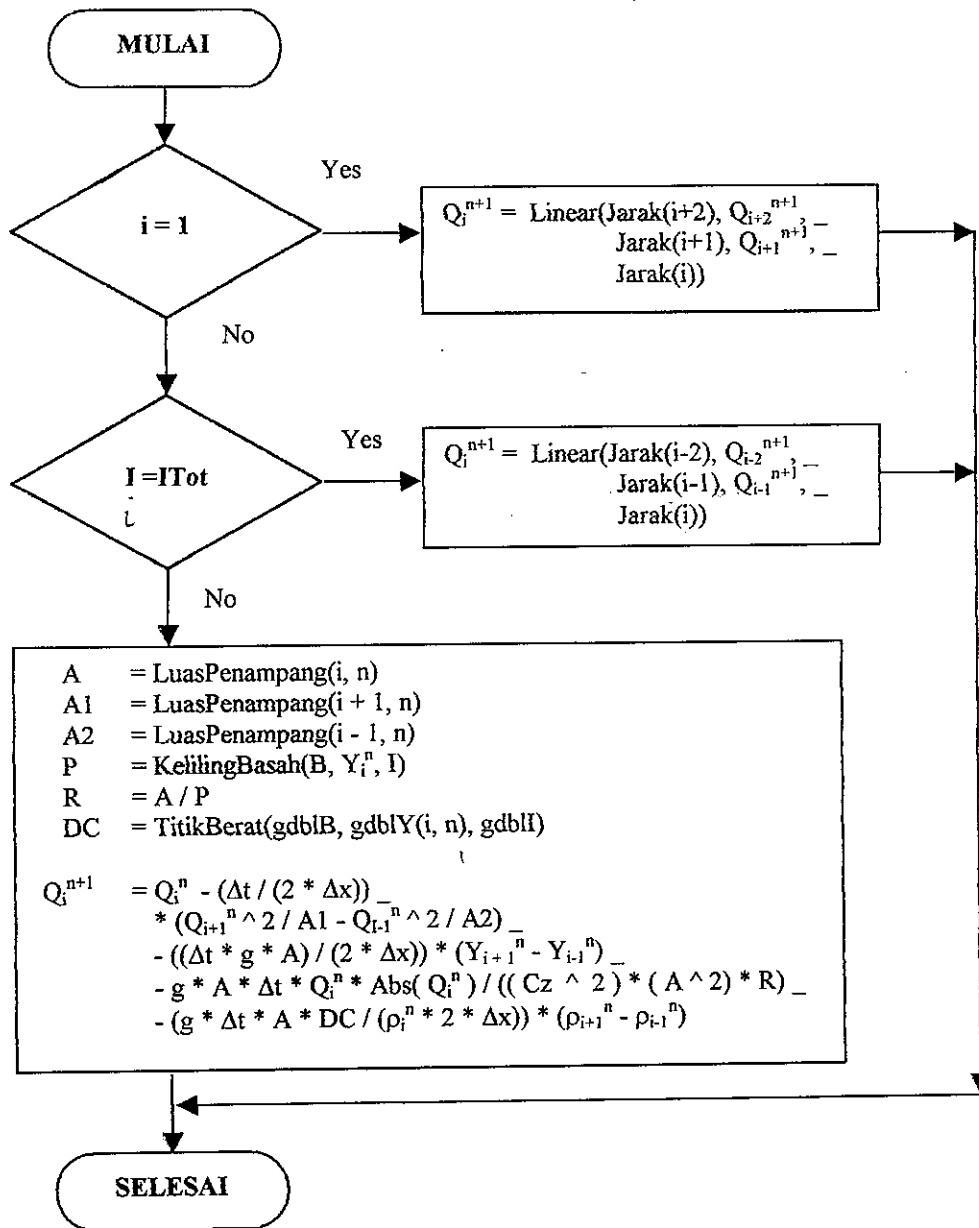 MULAI
i = 1
Yes
Q_i^{n+1} = Linear(Jarak(i+2), Q_{i+2}^{n+1}, _
Jarak(i+1), Q_{i+1}^{n+1}, _
Jarak(i))
No
I =ITot
i
Yes
Q_i^{n+1} = Linear(Jarak(i-2), Q_{i-2}^{n+1}, _
Jarak(i-1), Q_{i-1}^{n+1}, _
Jarak(i))
No
A = LuasPenampang(i, n)
A1 = LuasPenampang(i + 1, n)
A2 = LuasPenampang(i - 1, n)
P = KelilingBasah(B, Y_i^n, I)
R = A / P
DC = TitikBerat(gdblB, gdblY(i, n), gdblI)
Q_i^{n+1} = Q_i^n - (Δt / (2 * Δx)) _
* (Q_{i+1}^n ^ 2 / A1 - Q_{I-1}^n ^ 2 / A2) _
- ((Δt * g * A) / (2 * Δx)) * (Y_{i+1}^n - Y_{i-1}^n) _
- g * A * Δt * Q_i^n * Abs( Q_i^n ) / (( Cz ^ 2 ) * ( A ^2) * R) _
- (g * Δt * A * DC / (ρ_i^n * 2 * Δx)) * (ρ_{i+1}^n - ρ_{i-1}^n)
SELESAI